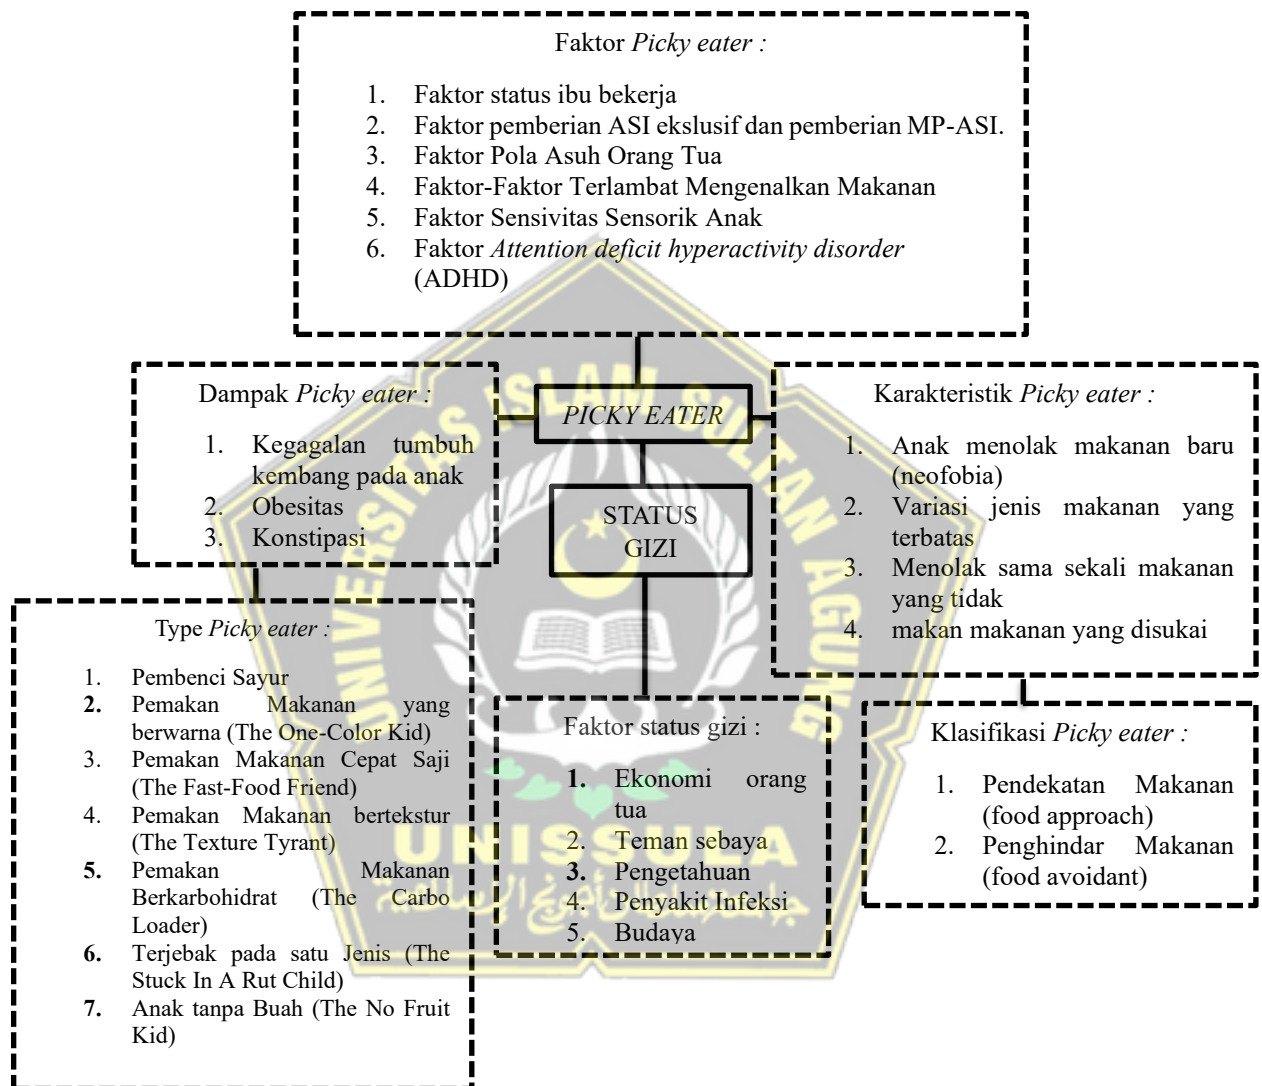 Faktor Picky eater :
1. Faktor status ibu bekerja
2. Faktor pemberian ASI ekslusif dan pemberian MP-ASI.
3. Faktor Pola Asuh Orang Tua
4. Faktor-Faktor Terlambat Mengenalkan Makanan
5. Faktor Sensivitas Sensorik Anak
6. Faktor Attention deficit hyperactivity disorder
(ADHD)
Dampak Picky eater :
1. Kegagalan tumbuh
kembang pada anak
2. Obesitas
3. Konstipasi
PICKY EATER
STATUS
GIZI
Karakteristik Picky eater :
1. Anak menolak makanan baru
(neofobia)
2. Variasi jenis makanan yang
terbatas
3. Menolak sama sekali makanan
yang tidak
4. makan makanan yang disukai
Type Picky eater :
1. Pembenci Sayur
2. Pemakan Makanan yang
berwarna (The One-Color Kid)
3. Pemakan Makanan Cepat Saji
(The Fast-Food Friend)
4. Pemakan Makanan bertekstur
(The Texture Tyrant)
5. Pemakan Makanan
Berkarbohidrat (The Carbo
Loader)
6. Terjebak pada satu Jenis (The
Stuck In A Rut Child)
7. Anak tanpa Buah (The No Fruit
Kid)
Faktor status gizi :
1. Ekonomi orang
tua
2. Teman sebaya
3. Pengetahuan
4. Penyakit Infeksi
5. Budaya
Klasifikasi Picky eater :
1. Pendekatan Makanan
(food approach)
2. Penghindar Makanan
(food avoidant)
UNIVERSITAS ISLAM SULTAN AGUNG
UNISSULA